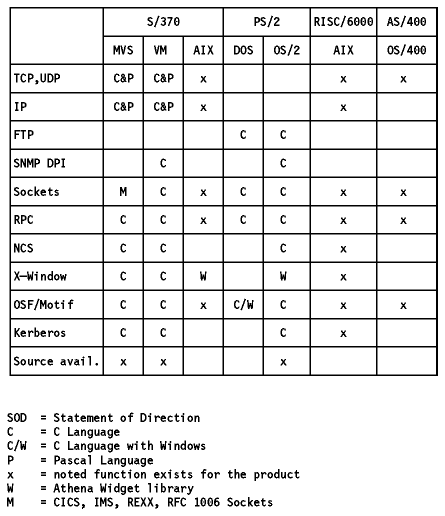 S/370 PS/2 RISC/6000 AS/400
MVS VM AIX DOS OS/2 AIX OS/400
TCP,UDP C&P C&P x x x
IP C&P C&P x x
FTP C C
SNMP DPI C C
Sockets M C x C C x x
RPC C C x C C x x
NCS C C C x
X-Window C C W W x
OSF/Motif C C x C/W C x x
Kerberos C C C x
Source avail. x x x
SOD = Statement of Direction
C = C Language
C/W = C Language with Windows
P = Pascal Language
x = noted function exists for the product
W = Athena Widget library
M = CICS, IMS, REXX, RFC 1006 Sockets